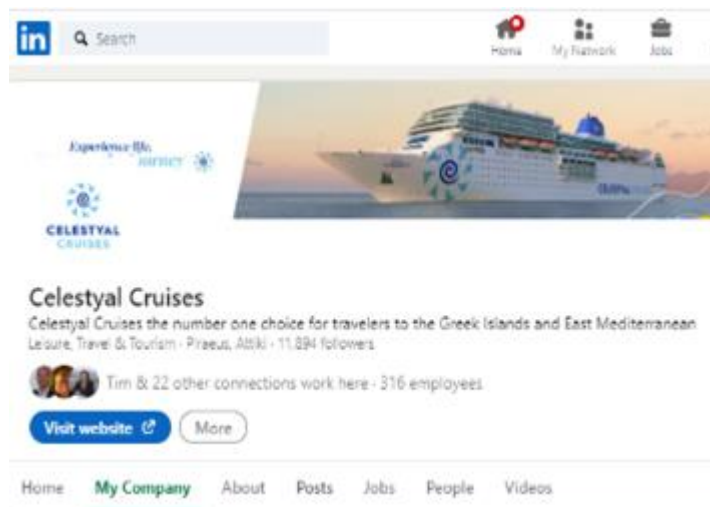 in
Search
Home My Network Jobs
Experience life,
CELESTYAL
CRUISES
Celestyal Cruises
Celestyal Cruises the number one choice for travelers to the Greek Islands and East Mediterranean
Leisure, Travel & Tourism · Piraeus, Attiki · 11,894 followers
Tim & 22 other connections work here · 316 employees
Visit website
More
Home My Company About Posts Jobs People Videos